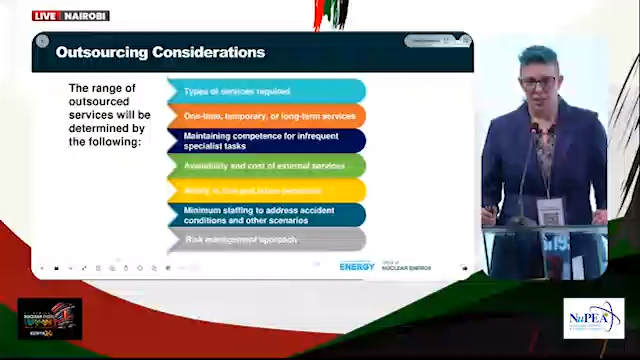 LIVE NAIROBI
Outsourcing Considerations
The range of
outsourced
services will be
determined by
the following:
Types of services required
One-time, temporary, or long-term services
Maintaining competence for infrequent
specialist tasks
Availability and cost of external services
Minimum staffing to address accident
conditions and other scenarios
Risk management approach
ENERGY
NUCLEAR ENERGY
SUMMIT
KENYA
NuPEA